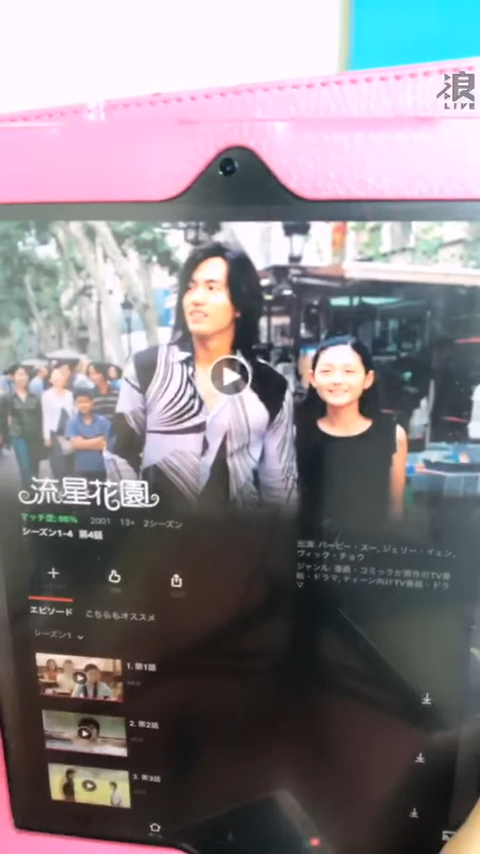 浪
LIVE
流星花園
マッチ度: 86% 2001 13+ 2シーズン
シーズン1-4 第4話
出演: バービー・スー, ジェリー・イェン,
ヴィック・チョウ
ジャンル: 漫画・コミックが原作のTV番
組・ドラマ, ティーン向けTV番組・ドラ
マ
エピソード こちらもオススメ
シーズン1
1. 第1話
2. 第2話
3. 第3話